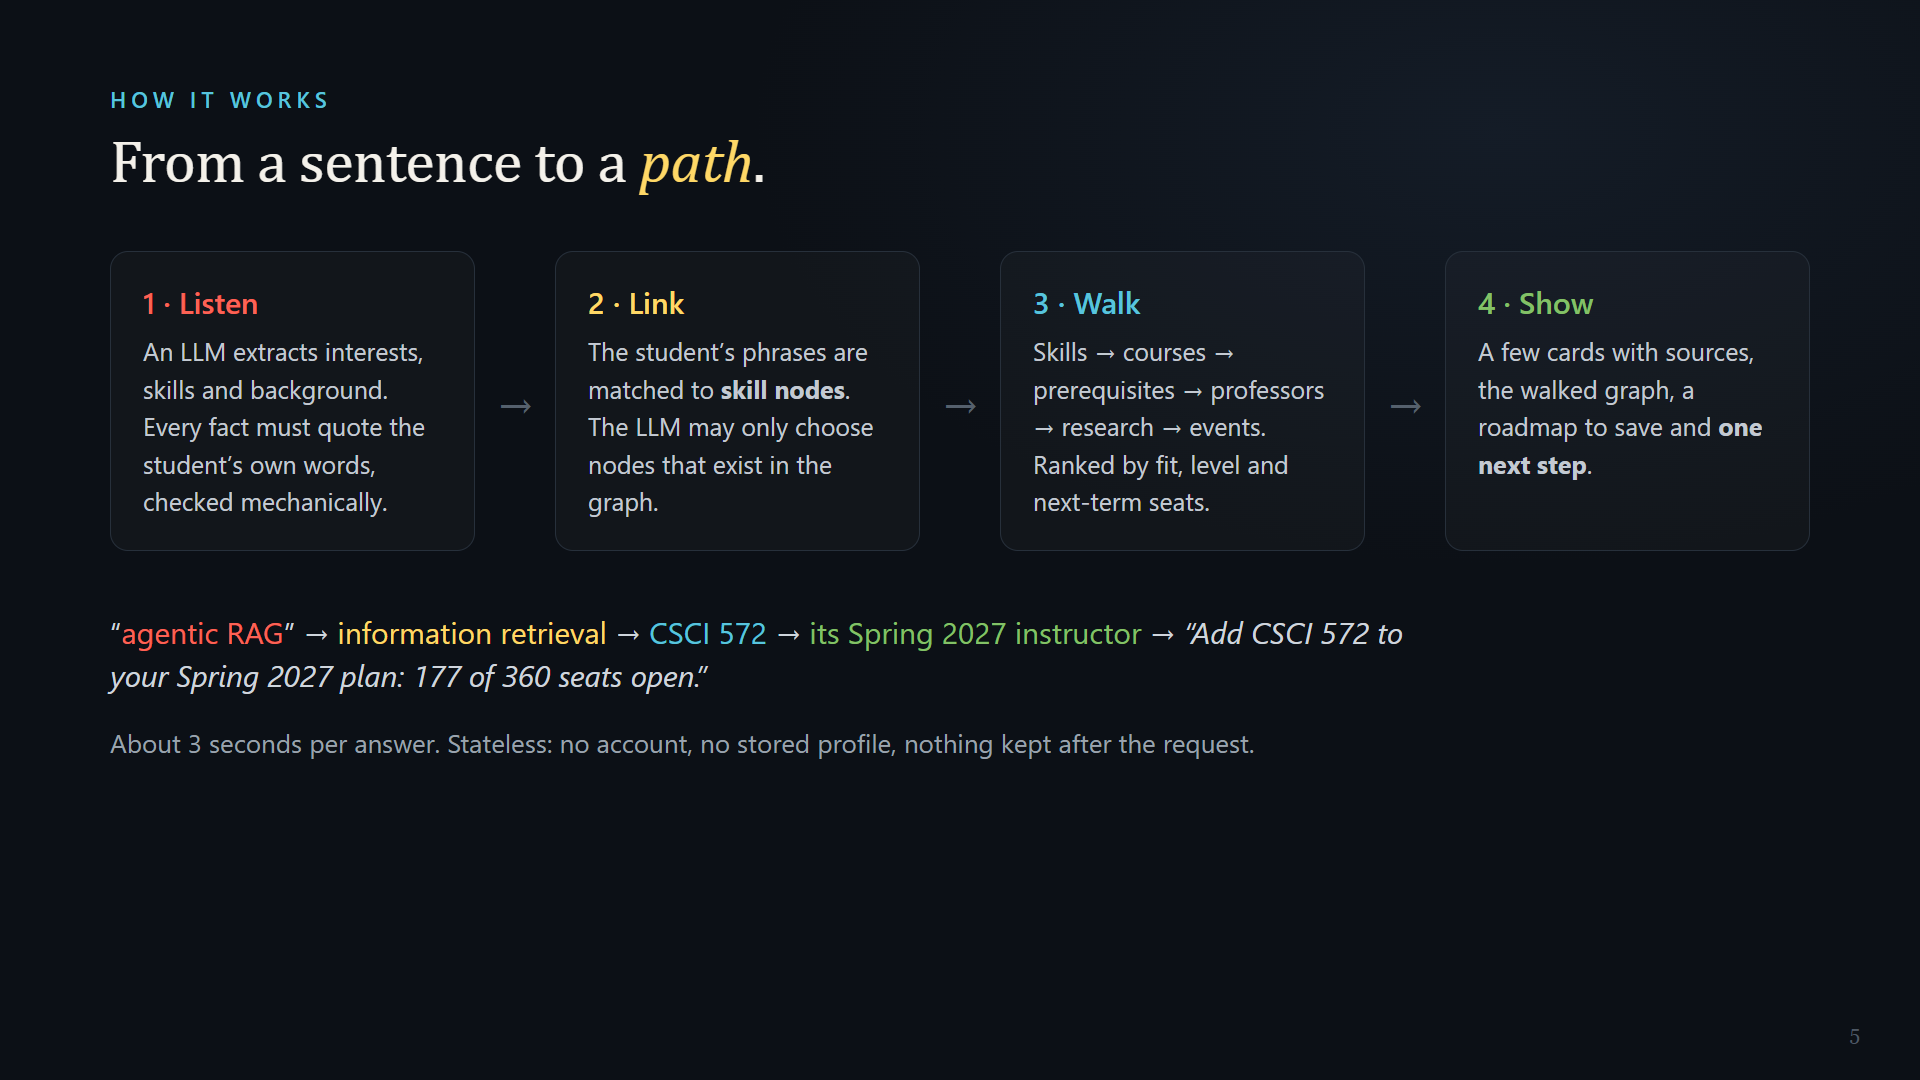 HOW IT WORKS
From a sentence to a path.
1 · Listen
An LLM extracts interests,
skills and background.
Every fact must quote the
student’s own words,
checked mechanically.
→
2 · Link
The student’s phrases are
matched to skill nodes.
The LLM may only choose
nodes that exist in the
graph.
→
3 · Walk
Skills → courses →
prerequisites → professors
→ research → events.
Ranked by fit, level and
next-term seats.
→
4 · Show
A few cards with sources,
the walked graph, a
roadmap to save and one
next step.
“agentic RAG” → information retrieval → CSCI 572 → its Spring 2027 instructor → “Add CSCI 572 to
your Spring 2027 plan: 177 of 360 seats open.”
About 3 seconds per answer. Stateless: no account, no stored profile, nothing kept after the request.
5